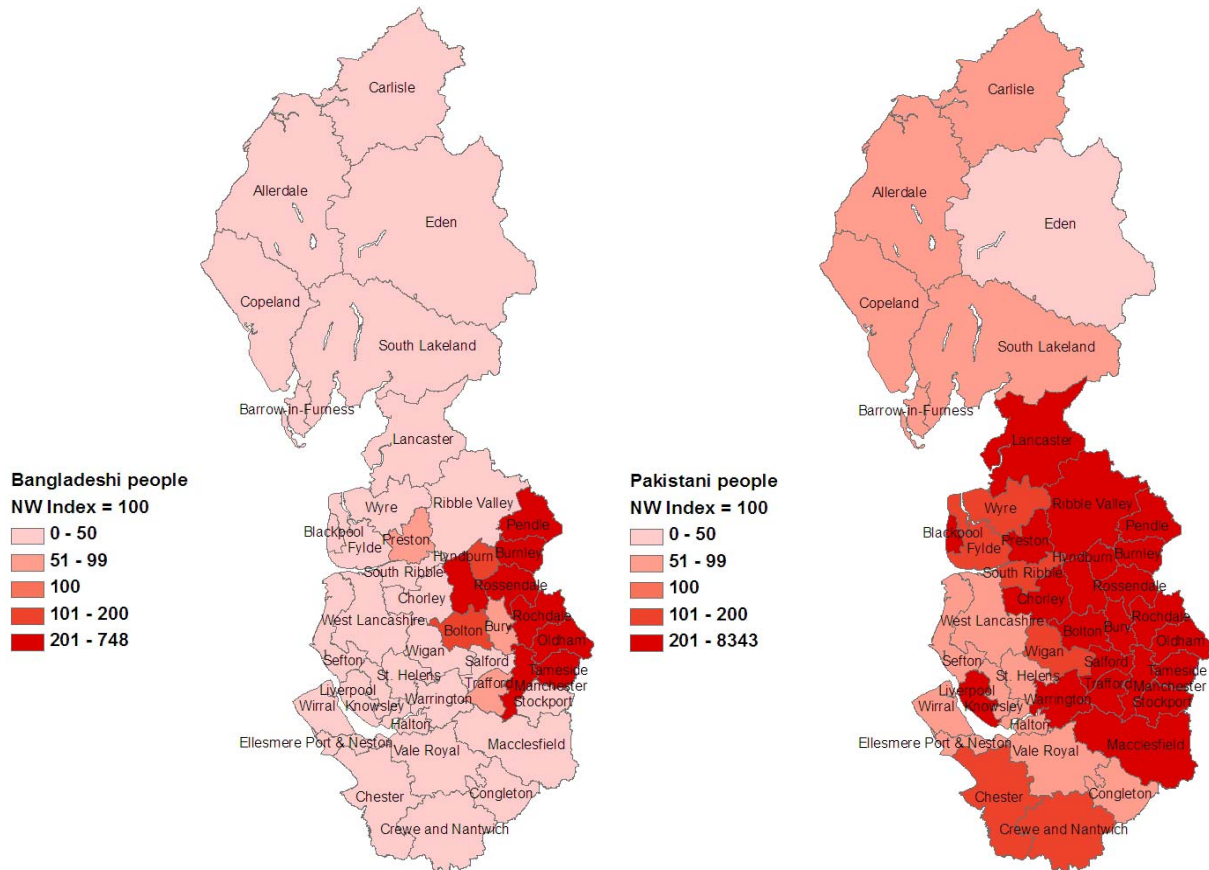 Carlisle
Allerdale
Eden
Copeland
South Lakeland
Barrow-in-Furness
Lancaster
Bangladeshi people
NW Index = 100
0 - 50
51 - 99
100
101 - 200
201 - 748
Wyre
Ribble Valley
Pendle
Blackpool
Fylde
Preston
Hyndburn
Burnley
South Ribble
Rossendale
Chorley
Rochdale
West Lancashire
Bolton
Bury
Oldham
Wigan
Salford
Sefton
St. Helens
Tameside
Trafford
Manchester
Liverpool
Warrington
Stockport
Wirral
Knowsley
Halton
Ellesmere Port & Neston
Vale Royal
Macclesfield
Chester
Congleton
Crewe and Nantwich
Carlisle
Allerdale
Eden
Copeland
South Lakeland
Barrow-in-Furness
Lancaster
Pakistani people
NW Index = 100
0 - 50
51 - 99
100
101 - 200
201 - 8343
Wyre
Ribble Valley
Pendle
Blackpool
Fylde
Preston
Hyndburn
Burnley
South Ribble
Rossendale
Chorley
Rochdale
West Lancashire
Bolton
Bury
Oldham
Wigan
Salford
Sefton
St. Helens
Tameside
Trafford
Manchester
Liverpool
Warrington
Stockport
Wirral
Knowsley
Halton
Ellesmere Port & Neston
Vale Royal
Macclesfield
Chester
Congleton
Crewe and Nantwich